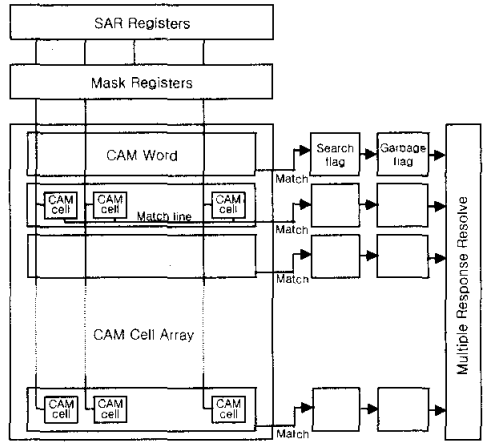 SAR Registers
Mask Registers
CAM Word
Search flag
Garbage flag
Match
CAM cell
CAM cell
CAM cell
Match line
Match
Match
CAM Cell Array
CAM cell
CAM cell
CAM cell
Match
Multiple Response Resolve